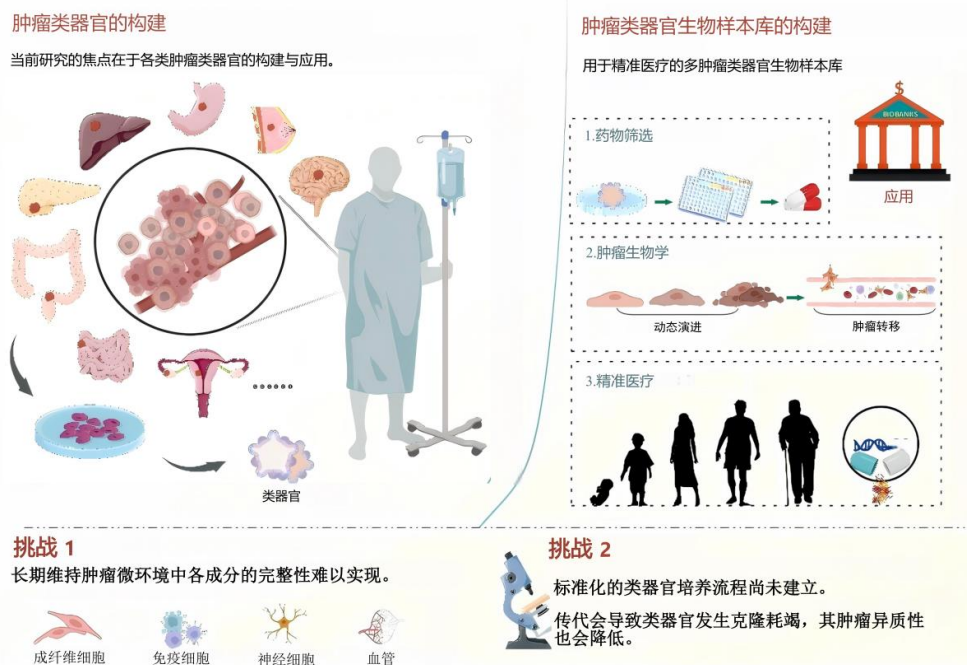 肿瘤类器官的构建
当前研究的焦点在于各类肿瘤类器官的构建与应用。
类器官
肿瘤类器官生物样本库的构建
用于精准医疗的多肿瘤类器官生物样本库
$
BIOBANKS
应用
1.药物筛选
2.肿瘤生物学
动态演进
肿瘤转移
3.精准医疗
挑战 1
长期维持肿瘤微环境中各成分的完整性难以实现。
成纤维细胞
免疫细胞
神经细胞
血管
挑战 2
标准化的类器官培养流程尚未建立。
传代会导致类器官发生克隆耗竭，其肿瘤异质性
也会降低。